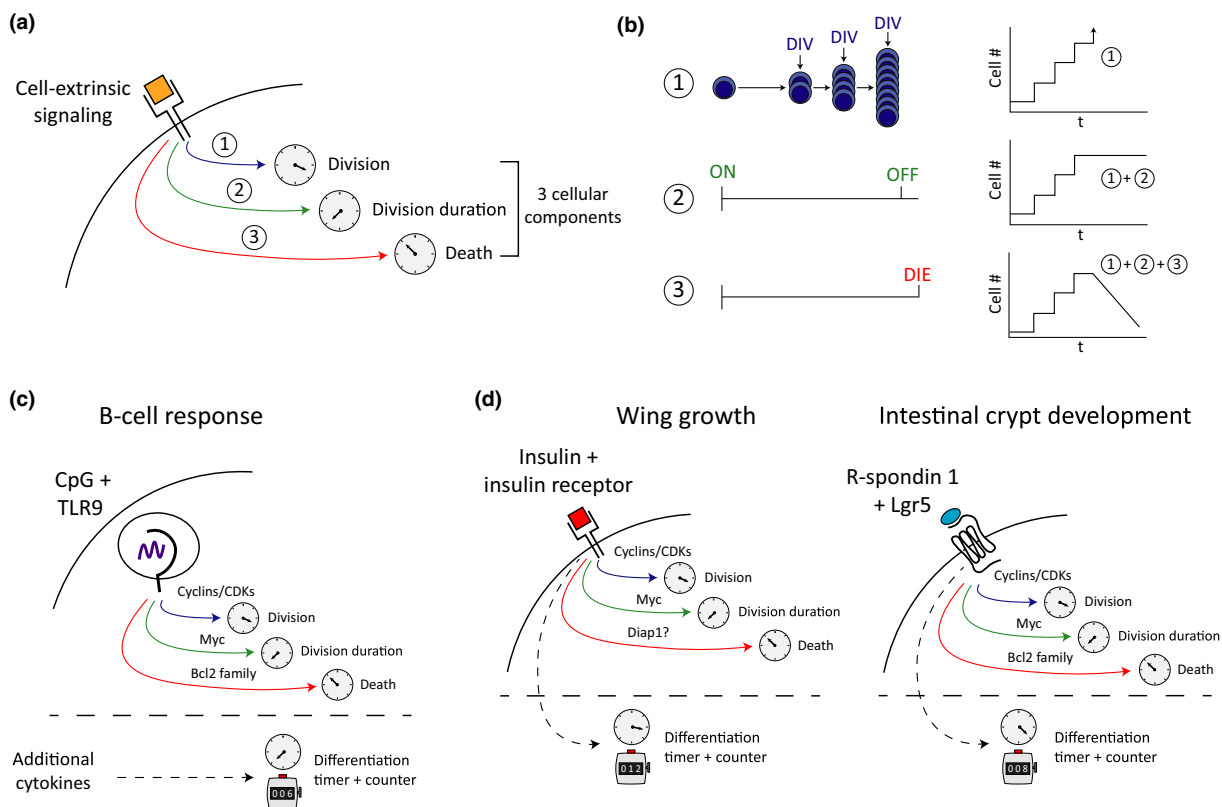 (a)
Cell-extrinsic
signaling
1
2
3
Division
Division duration
Death
3 cellular
components
(b)
1
DIV
DIV
DIV
Cell #
1
t
2
ON
OFF
Cell #
1 + 2
t
3
DIE
Cell #
1 + 2 + 3
t
(c)
B-cell response
CpG +
TLR9
Cyclins/CDKs
Division
Myc
Division duration
Bcl2 family
Death
Additional
cytokines
Differentiation
timer + counter
006
(d)
Wing growth
Insulin +
insulin receptor
Cyclins/CDKs
Division
Myc
Division duration
Diap1?
Death
Differentiation
timer + counter
012
Intestinal crypt development
R-spondin 1
+ Lgr5
Cyclins/CDKs
Division
Myc
Division duration
Bcl2 family
Death
Differentiation
timer + counter
008